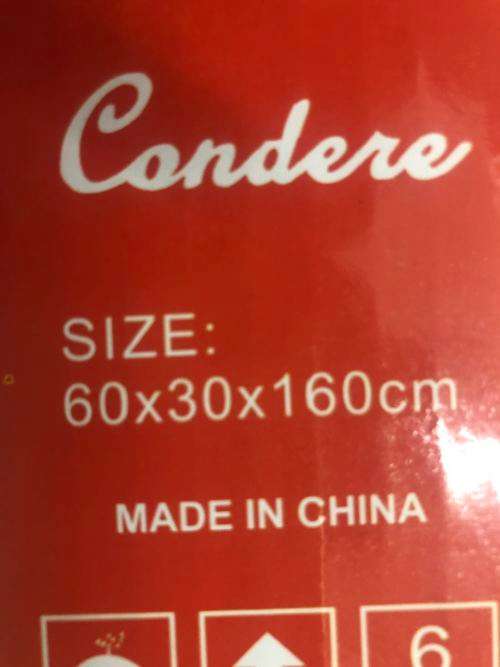 Condere
SIZE:
60x30x160cm
MADE IN CHINA
6